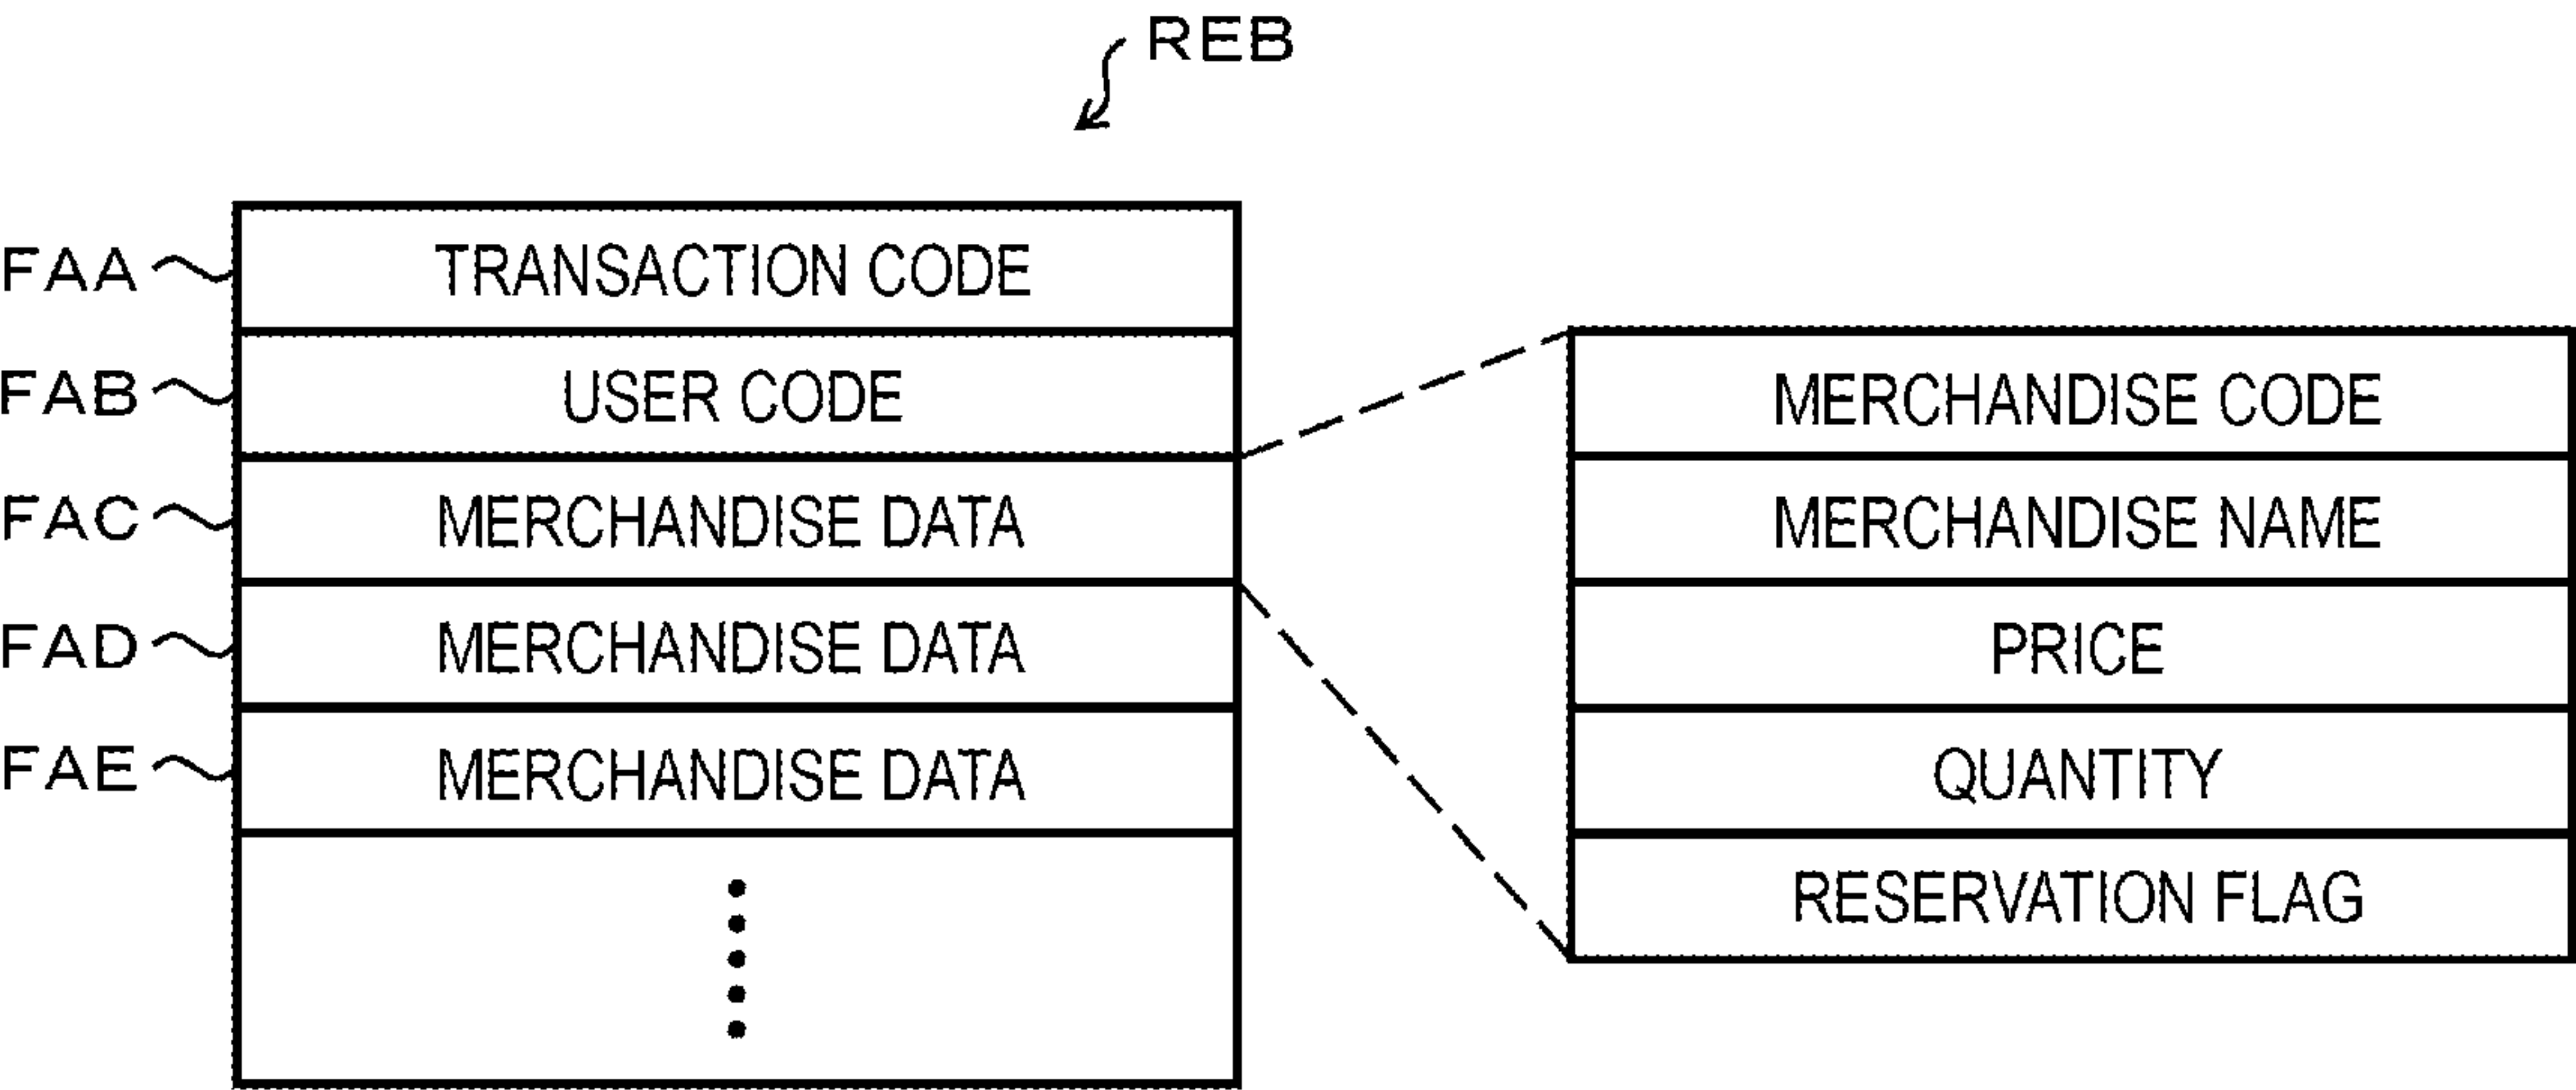 REB
FAA TRANSACTION CODE
FAB USER CODE
FAC MERCHANDISE DATA
FAD MERCHANDISE DATA
FAE MERCHANDISE DATA
MERCHANDISE CODE
MERCHANDISE NAME
PRICE
QUANTITY
RESERVATION FLAG